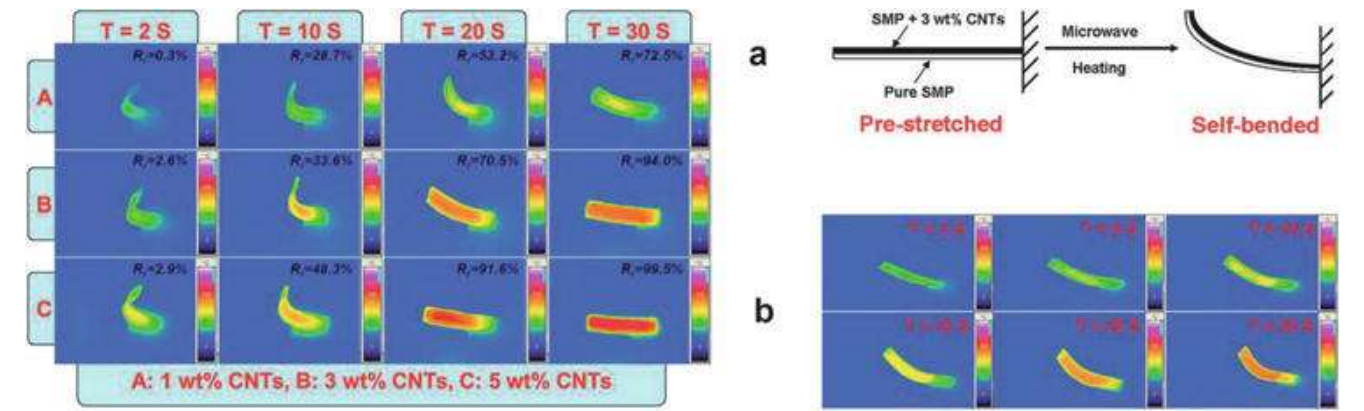 T = 2 S T = 10 S T = 20 S T = 30 S
A
Rᵣ=0.3% Rᵣ=28.7% Rᵣ=53.2% Rᵣ=72.5%
B
Rᵣ=2.6% Rᵣ=33.6% Rᵣ=70.5% Rᵣ=94.0%
C
Rᵣ=2.9% Rᵣ=48.3% Rᵣ=91.6% Rᵣ=99.5%
A: 1 wt% CNTs, B: 3 wt% CNTs, C: 5 wt% CNTs
a
SMP + 3 wt% CNTs
Pure SMP
Pre-stretched
Microwave
Heating
Self-bended
b